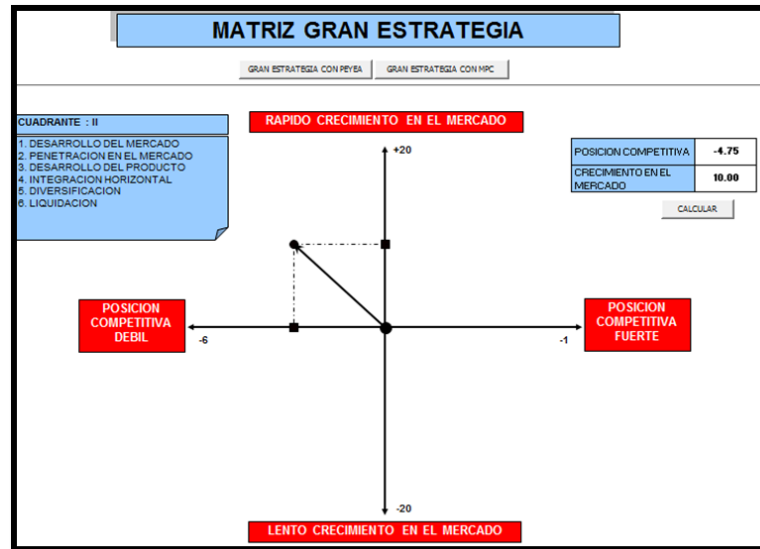 MATRIZ GRAN ESTRATEGIA
GRAN ESTRATEGIA CON PEYEA
GRAN ESTRATEGIA CON MPC
CUADRANTE : II
1. DESARROLLO DEL MERCADO
2. PENETRACION EN EL MERCADO
3. DESARROLLO DEL PRODUCTO
4. INTEGRACION HORIZONTAL
5. DIVERSIFICACION
6. LIQUIDACION
RAPIDO CRECIMIENTO EN EL MERCADO
+20
POSICION COMPETITIVA -4.75
CRECIMIENTO EN EL
MERCADO
10.00
CALCULAR
POSICION
COMPETITIVA
DEBIL
-6
-1
POSICION
COMPETITIVA
FUERTE
-20
LENTO CRECIMIENTO EN EL MERCADO